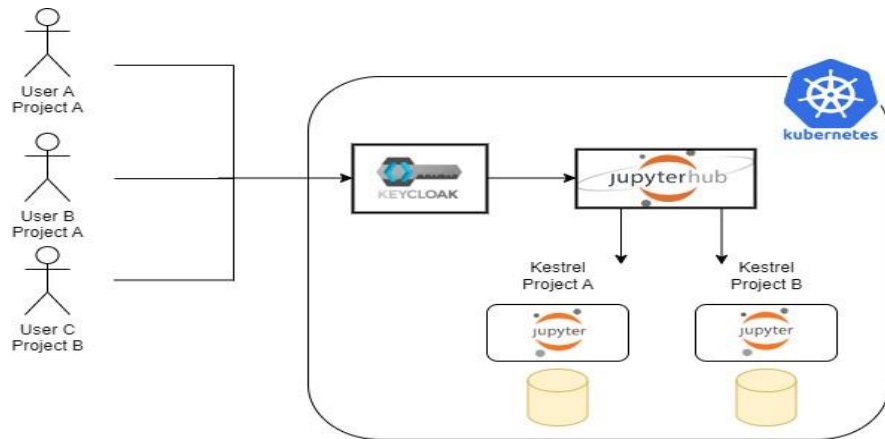 User A
Project A
User B
Project A
User C
Project B
kubernetes
KEYCLOAK
jupyterhub
Kestrel
Project A
Kestrel
Project B
jupyter
jupyter